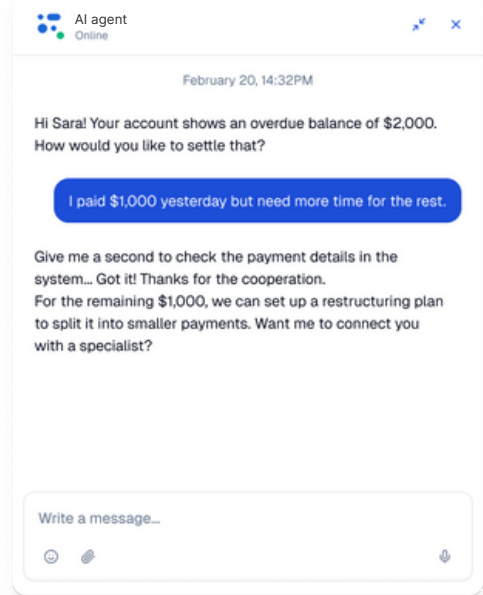 AI agent
Online
February 20, 14:32PM
Hi Sara! Your account shows an overdue balance of $2,000.
How would you like to settle that?
I paid $1,000 yesterday but need more time for the rest.
Give me a second to check the payment details in the
system... Got it! Thanks for the cooperation.
For the remaining $1,000, we can set up a restructuring plan
to split it into smaller payments. Want me to connect you
with a specialist?
Write a message...